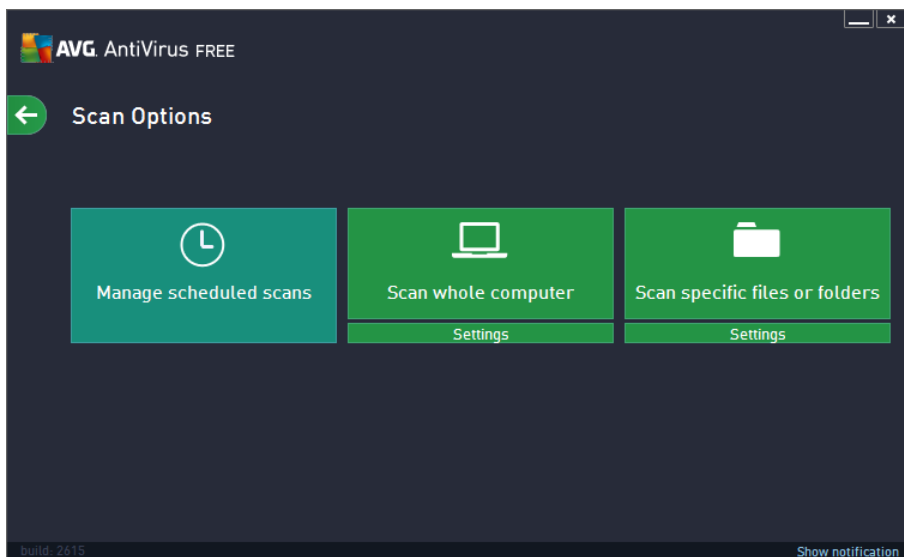 AVG. AntiVirus FREE
Scan Options
Manage scheduled scans
Scan whole computer
Settings
Scan specific files or folders
Settings
build: 2615
Show notification